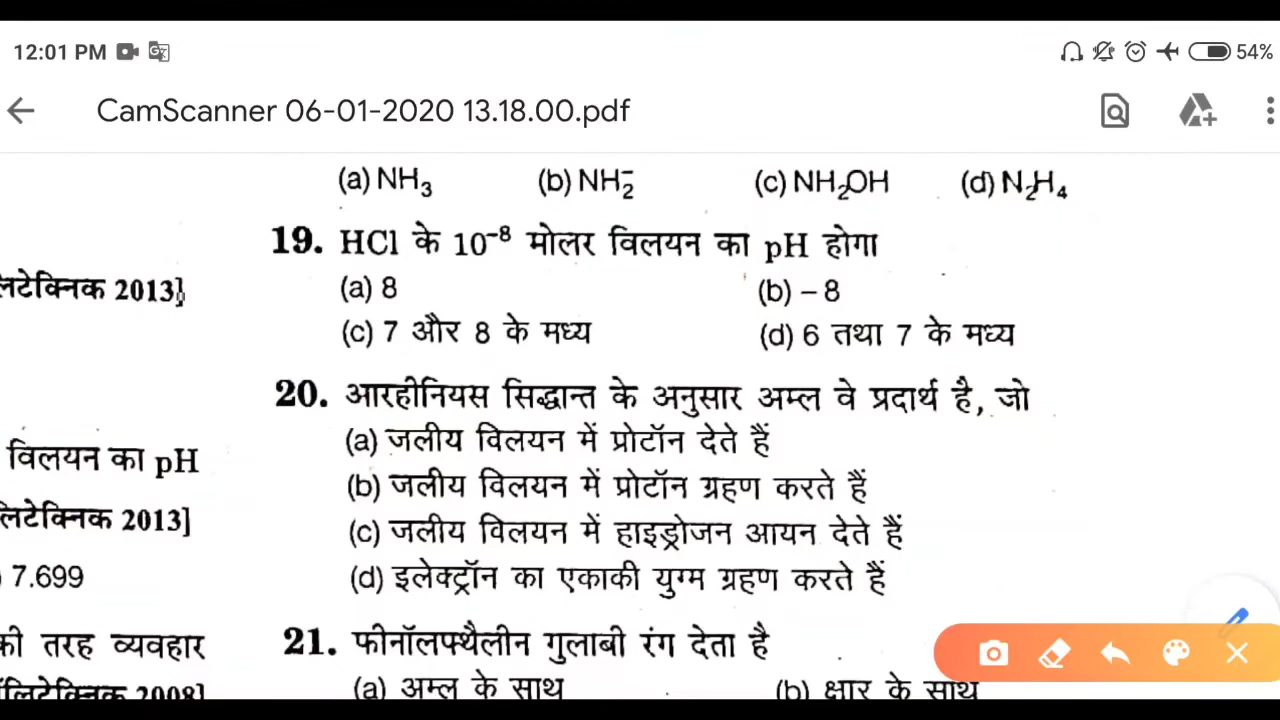 12:01 PM
54%
CamScanner 06-01-2020 13.18.00.pdf
(a) NH₃ (b) NH₂⁻ (c) NH₂OH (d) N₂H₄
19. HCl के 10⁻⁸ मोलर विलयन का pH होगा
(a) 8 (b) – 8
(c) 7 और 8 के मध्य (d) 6 तथा 7 के मध्य
20. आरहीनियस सिद्धान्त के अनुसार अम्ल वे प्रदार्थ है, जो
(a) जलीय विलयन में प्रोटॉन देते हैं
(b) जलीय विलयन में प्रोटॉन ग्रहण करते हैं
(c) जलीय विलयन में हाइड्रोजन आयन देते हैं
(d) इलेक्ट्रॉन का एकाकी युग्म ग्रहण करते हैं
21. फीनॉलफ्थैलीन गुलाबी रंग देता है
(a) अम्ल के साथ (b) क्षार के साथ
लिटेक्निक 2013]
विलयन का pH
लिटेक्निक 2013]
7.699
की तरह व्यवहार
लिटेक्निक 2008]